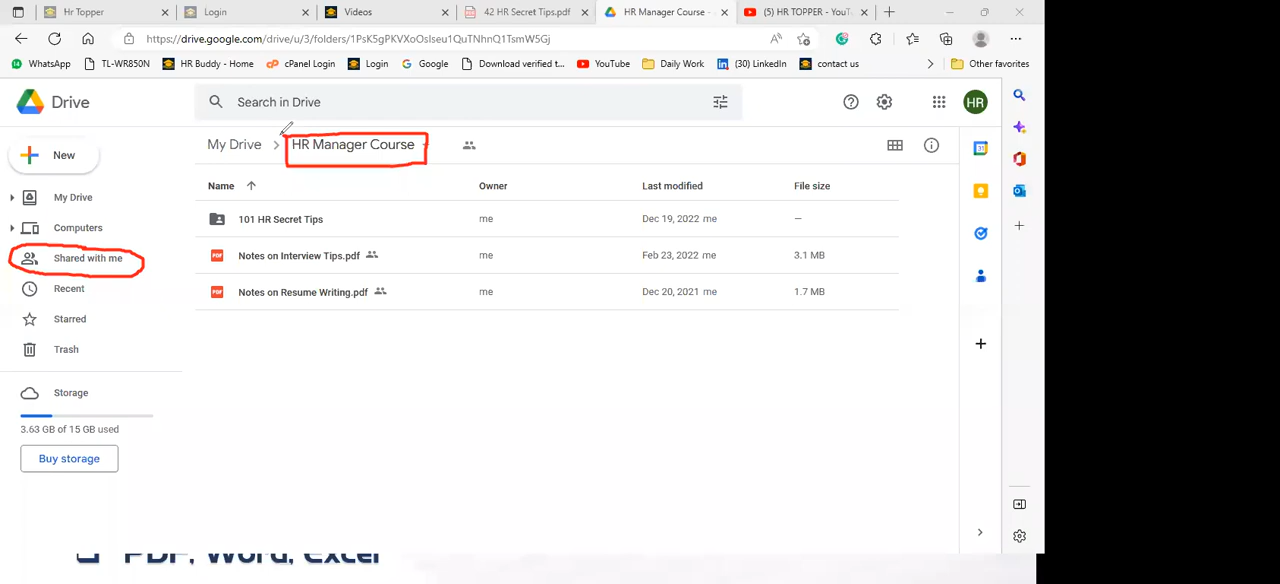 Hr Topper
Login
Videos
42 HR Secret Tips.pdf
HR Manager Course -
(5) HR TOPPER - YouT
https://drive.google.com/drive/u/3/folders/1PsK5gPKVXoOsIseu1QuTNhnQ1TsmW5Gj
WhatsApp
TL-WR850N
HR Buddy - Home
cPanel Login
Login
Google
Download verified t...
YouTube
Daily Work
(30) LinkedIn
contact us
Other favorites
Drive
Search in Drive
HR
New
My Drive
HR Manager Course
Name
Owner
Last modified
File size
My Drive
101 HR Secret Tips
me
Dec 19, 2022 me
—
Computers
Shared with me
Notes on Interview Tips.pdf
me
Feb 23, 2022 me
3.1 MB
Recent
Notes on Resume Writing.pdf
me
Dec 20, 2021 me
1.7 MB
Starred
Trash
Storage
3.63 GB of 15 GB used
Buy storage
PDF, Word, Excel